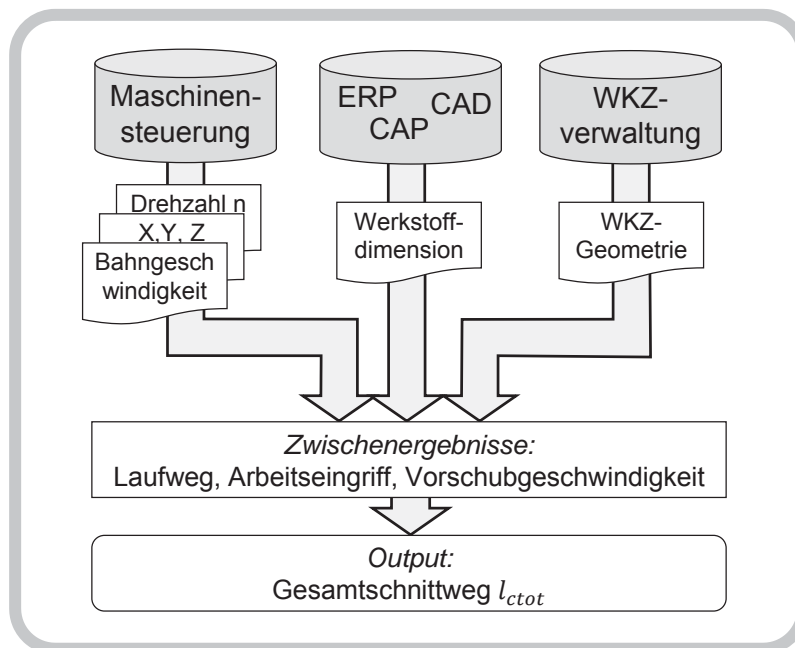 Maschinen-
steuerung
ERP
CAD
CAP
WKZ-
verwaltung
Drehzahl n
X,Y, Z
Bahngesch
windigkeit
Werkstoff-
dimension
WKZ-
Geometrie
Zwischenergebnisse:
Laufweg, Arbeitseingriff, Vorschubgeschwindigkeit
Output:
Gesamtschnittweg l_ctot